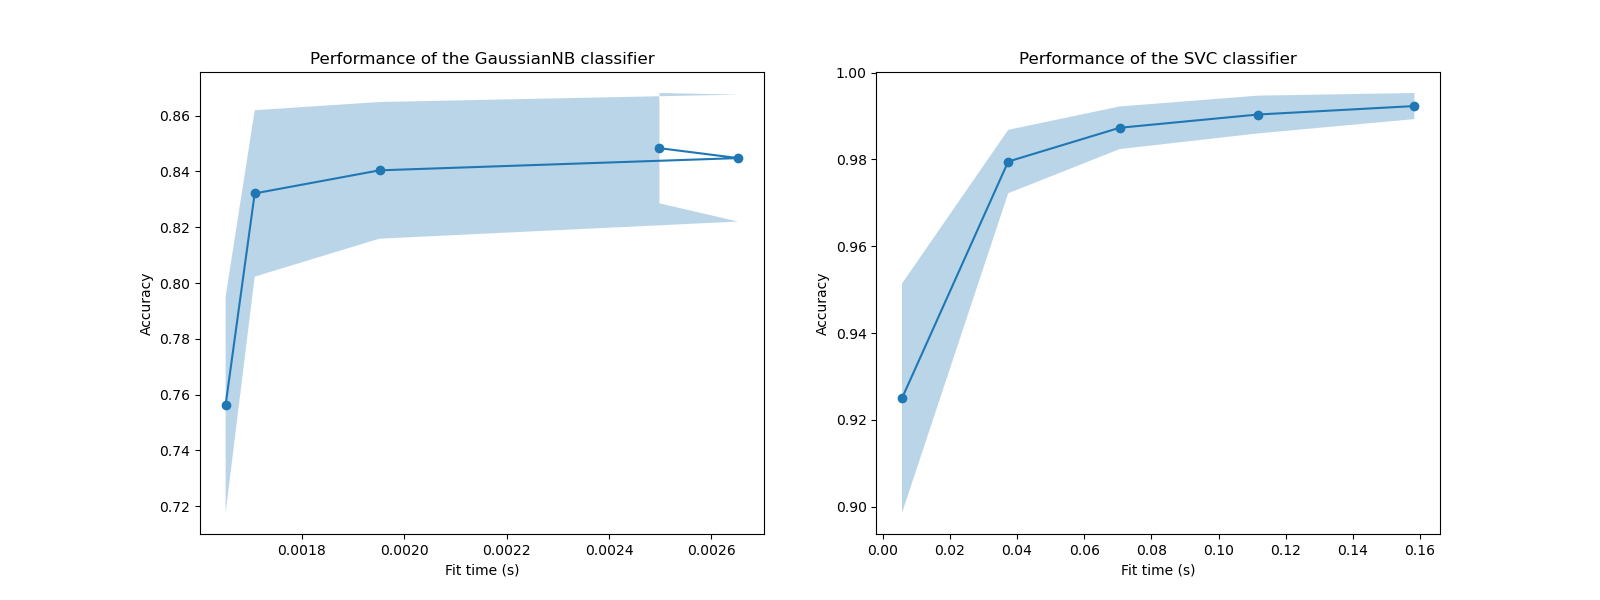 Performance of the GaussianNB classifier
0.86
0.84
0.82
0.80
0.78
0.76
0.74
0.72
Accuracy
0.0018 0.0020 0.0022 0.0024 0.0026
Fit time (s)
Performance of the SVC classifier
1.00
0.98
0.96
0.94
0.92
0.90
Accuracy
0.00 0.02 0.04 0.06 0.08 0.10 0.12 0.14 0.16
Fit time (s)